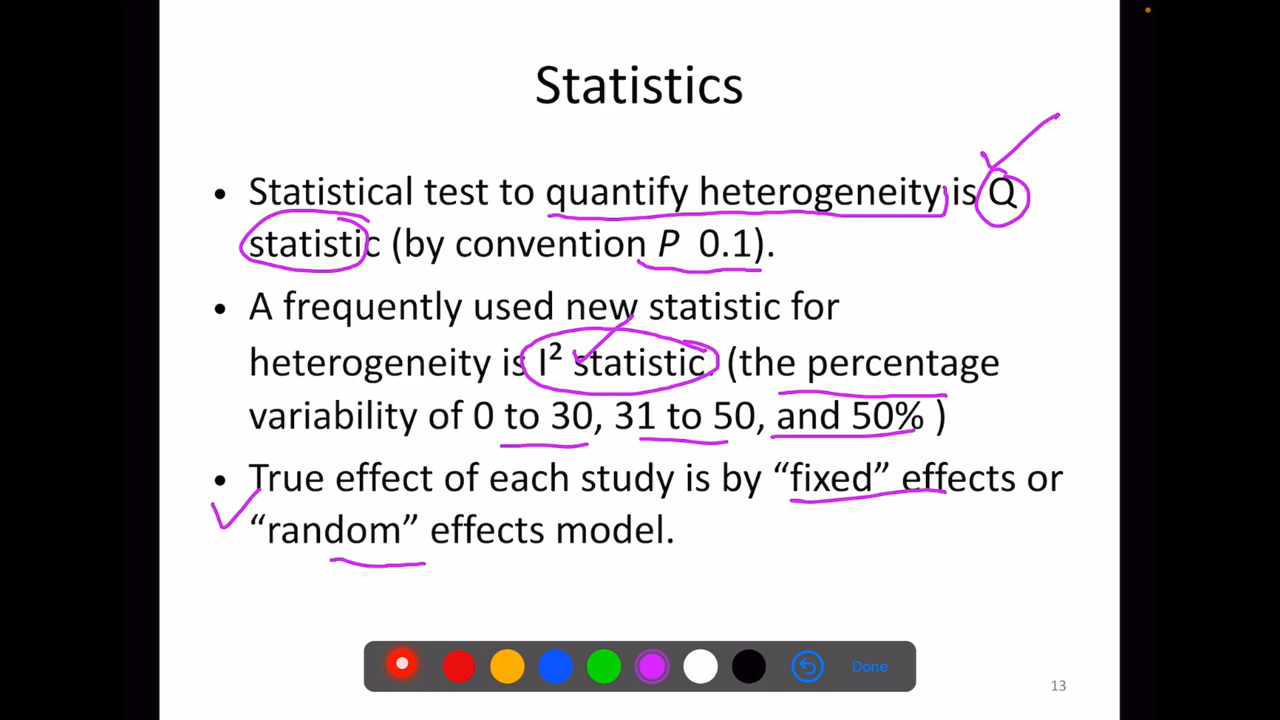 Statistics
• Statistical test to quantify heterogeneity is Q
statistic (by convention P 0.1).
• A frequently used new statistic for
heterogeneity is I² statistic. (the percentage
variability of 0 to 30, 31 to 50, and 50% )
• True effect of each study is by “fixed” effects or
“random” effects model.
Done
13